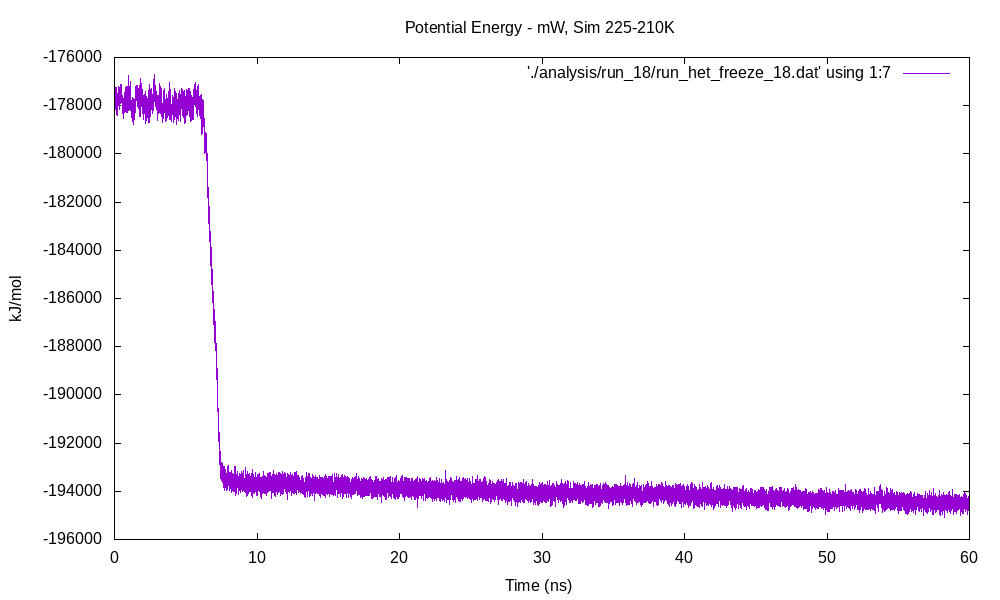 Potential Energy - mW, Sim 225-210K
'./analysis/run_18/run_het_freeze_18.dat' using 1:7
-176000
-178000
-180000
-182000
-184000
-186000
-188000
-190000
-192000
-194000
-196000
kJ/mol
0 10 20 30 40 50 60
Time (ns)